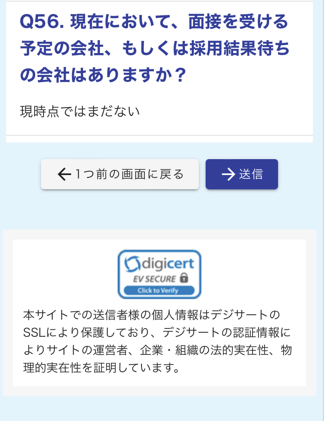 Q56. 現在において、面接を受ける
予定の会社、もしくは採用結果待ち
の会社はありますか？
現時点ではまだない
←1つ前の画面に戻る
→送信
digicert
EV SECURE
Click to Verify
本サイトでの送信者様の個人情報はデジサートの
SSLにより保護しており、デジサートの認証情報に
よりサイトの運営者、企業・組織の法的実在性、物
理的実在性を証明しています。